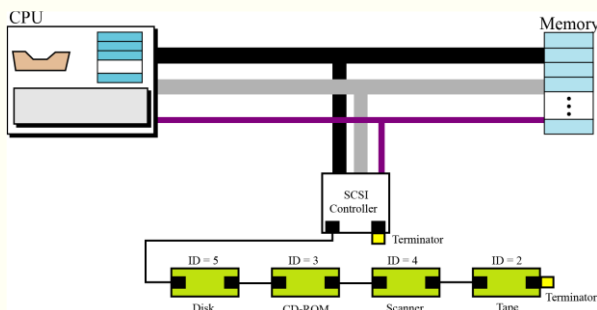 CPU
Memory
SCSI
Controller
Terminator
ID = 5
ID = 3
ID = 4
ID = 2
Disk
CD-ROM
Scanner
Tape
Terminator